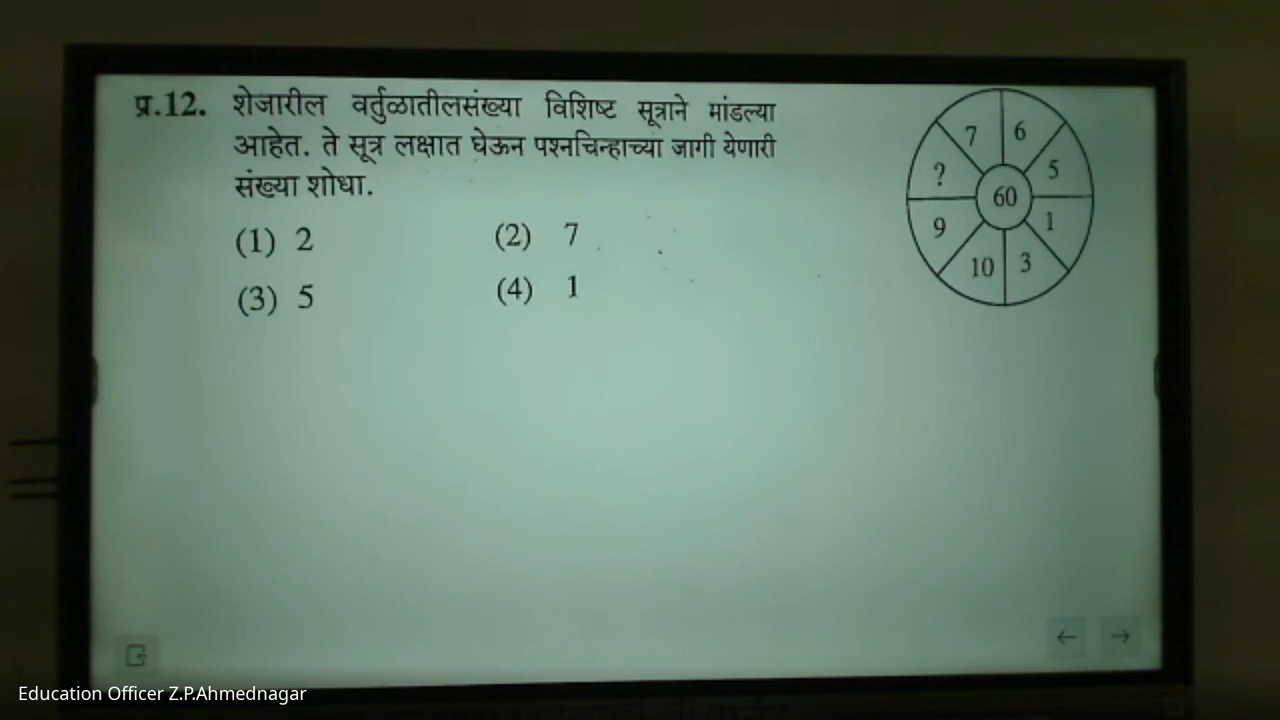 प्र.12. शेजारील वर्तुळातीलसंख्या विशिष्ट सूत्राने मांडल्या
आहेत. ते सूत्र लक्षात घेऊन पश्नचिन्हाच्या जागी येणारी
संख्या शोधा.
(1) 2 (2) 7
(3) 5 (4) 1
7 6
? 5
60
9 1
10 3
Education Officer Z.P.Ahmednagar